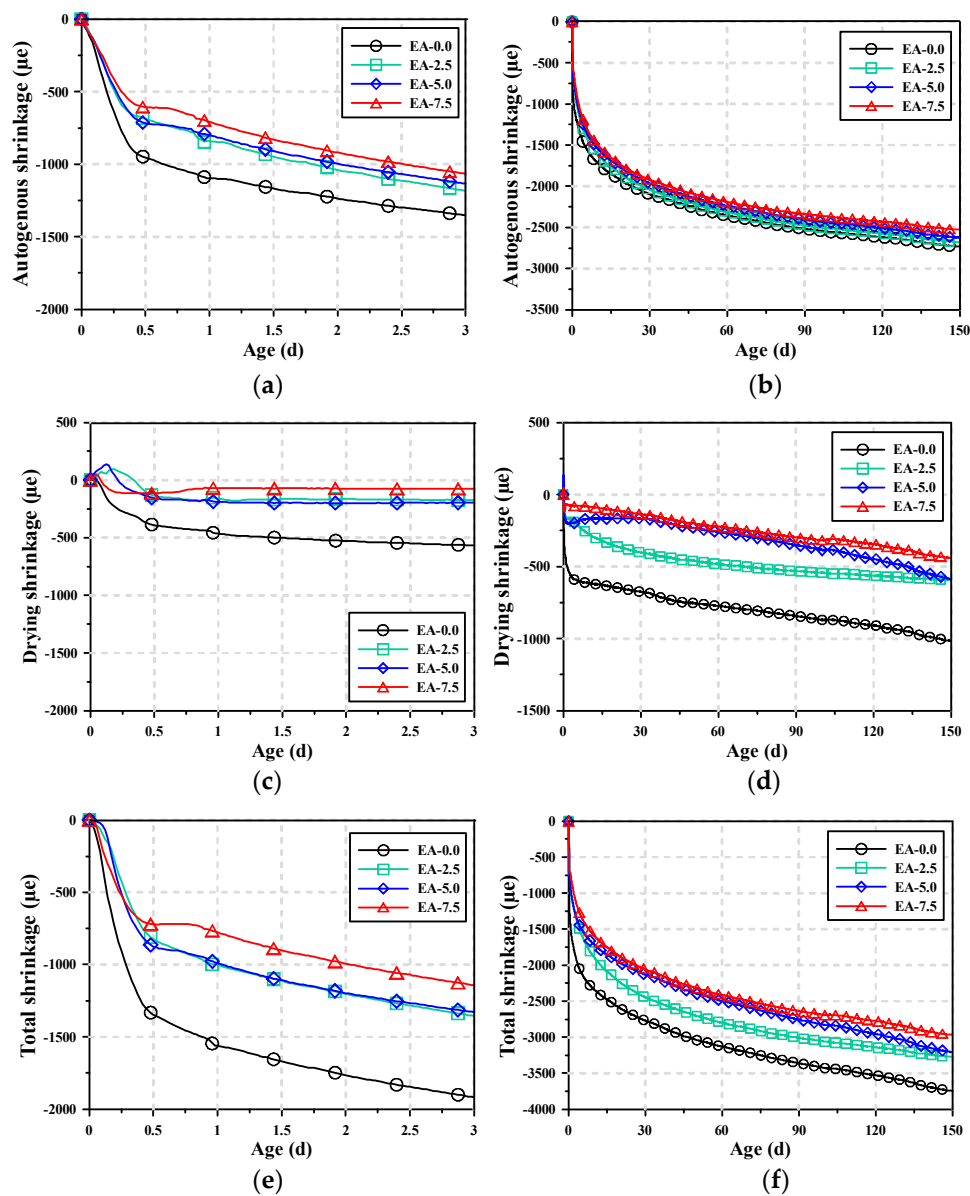 0
-500
-1000
-1500
-2000
Autogenous shrinkage (με)
EA-0.0
EA-2.5
EA-5.0
EA-7.5
0 0.5 1 1.5 2 2.5 3
Age (d)
(a)
0
-500
-1000
-1500
-2000
-2500
-3000
-3500
Autogenous shrinkage (με)
EA-0.0
EA-2.5
EA-5.0
EA-7.5
0 30 60 90 120 150
Age (d)
(b)
500
0
-500
-1000
-1500
-2000
Drying shrinkage (με)
EA-0.0
EA-2.5
EA-5.0
EA-7.5
0 0.5 1 1.5 2 2.5 3
Age (d)
(c)
500
0
-500
-1000
-1500
Drying shrinkage (με)
EA-0.0
EA-2.5
EA-5.0
EA-7.5
0 30 60 90 120 150
Age (d)
(d)
0
-500
-1000
-1500
-2000
Total shrinkage (με)
EA-0.0
EA-2.5
EA-5.0
EA-7.5
0 0.5 1 1.5 2 2.5 3
Age (d)
(e)
0
-500
-1000
-1500
-2000
-2500
-3000
-3500
-4000
Total shrinkage (με)
EA-0.0
EA-2.5
EA-5.0
EA-7.5
0 30 60 90 120 150
Age (d)
(f)